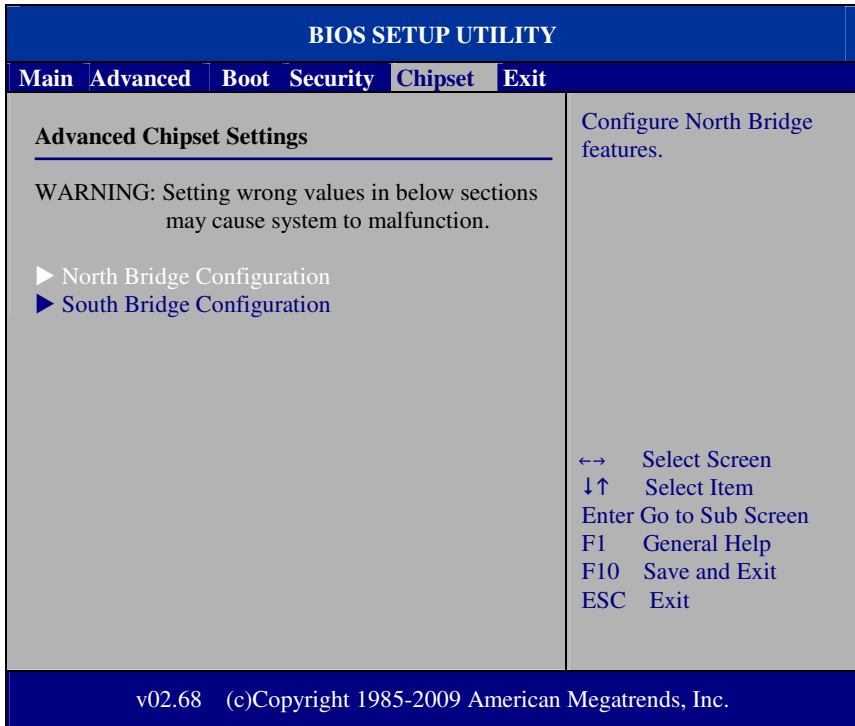 BIOS SETUP UTILITY
Main Advanced Boot Security Chipset Exit
Advanced Chipset Settings
WARNING: Setting wrong values in below sections
may cause system to malfunction.
▶ North Bridge Configuration
▶ South Bridge Configuration
Configure North Bridge
features.
←→ Select Screen
↓↑ Select Item
Enter Go to Sub Screen
F1 General Help
F10 Save and Exit
ESC Exit
v02.68 (c)Copyright 1985-2009 American Megatrends, Inc.